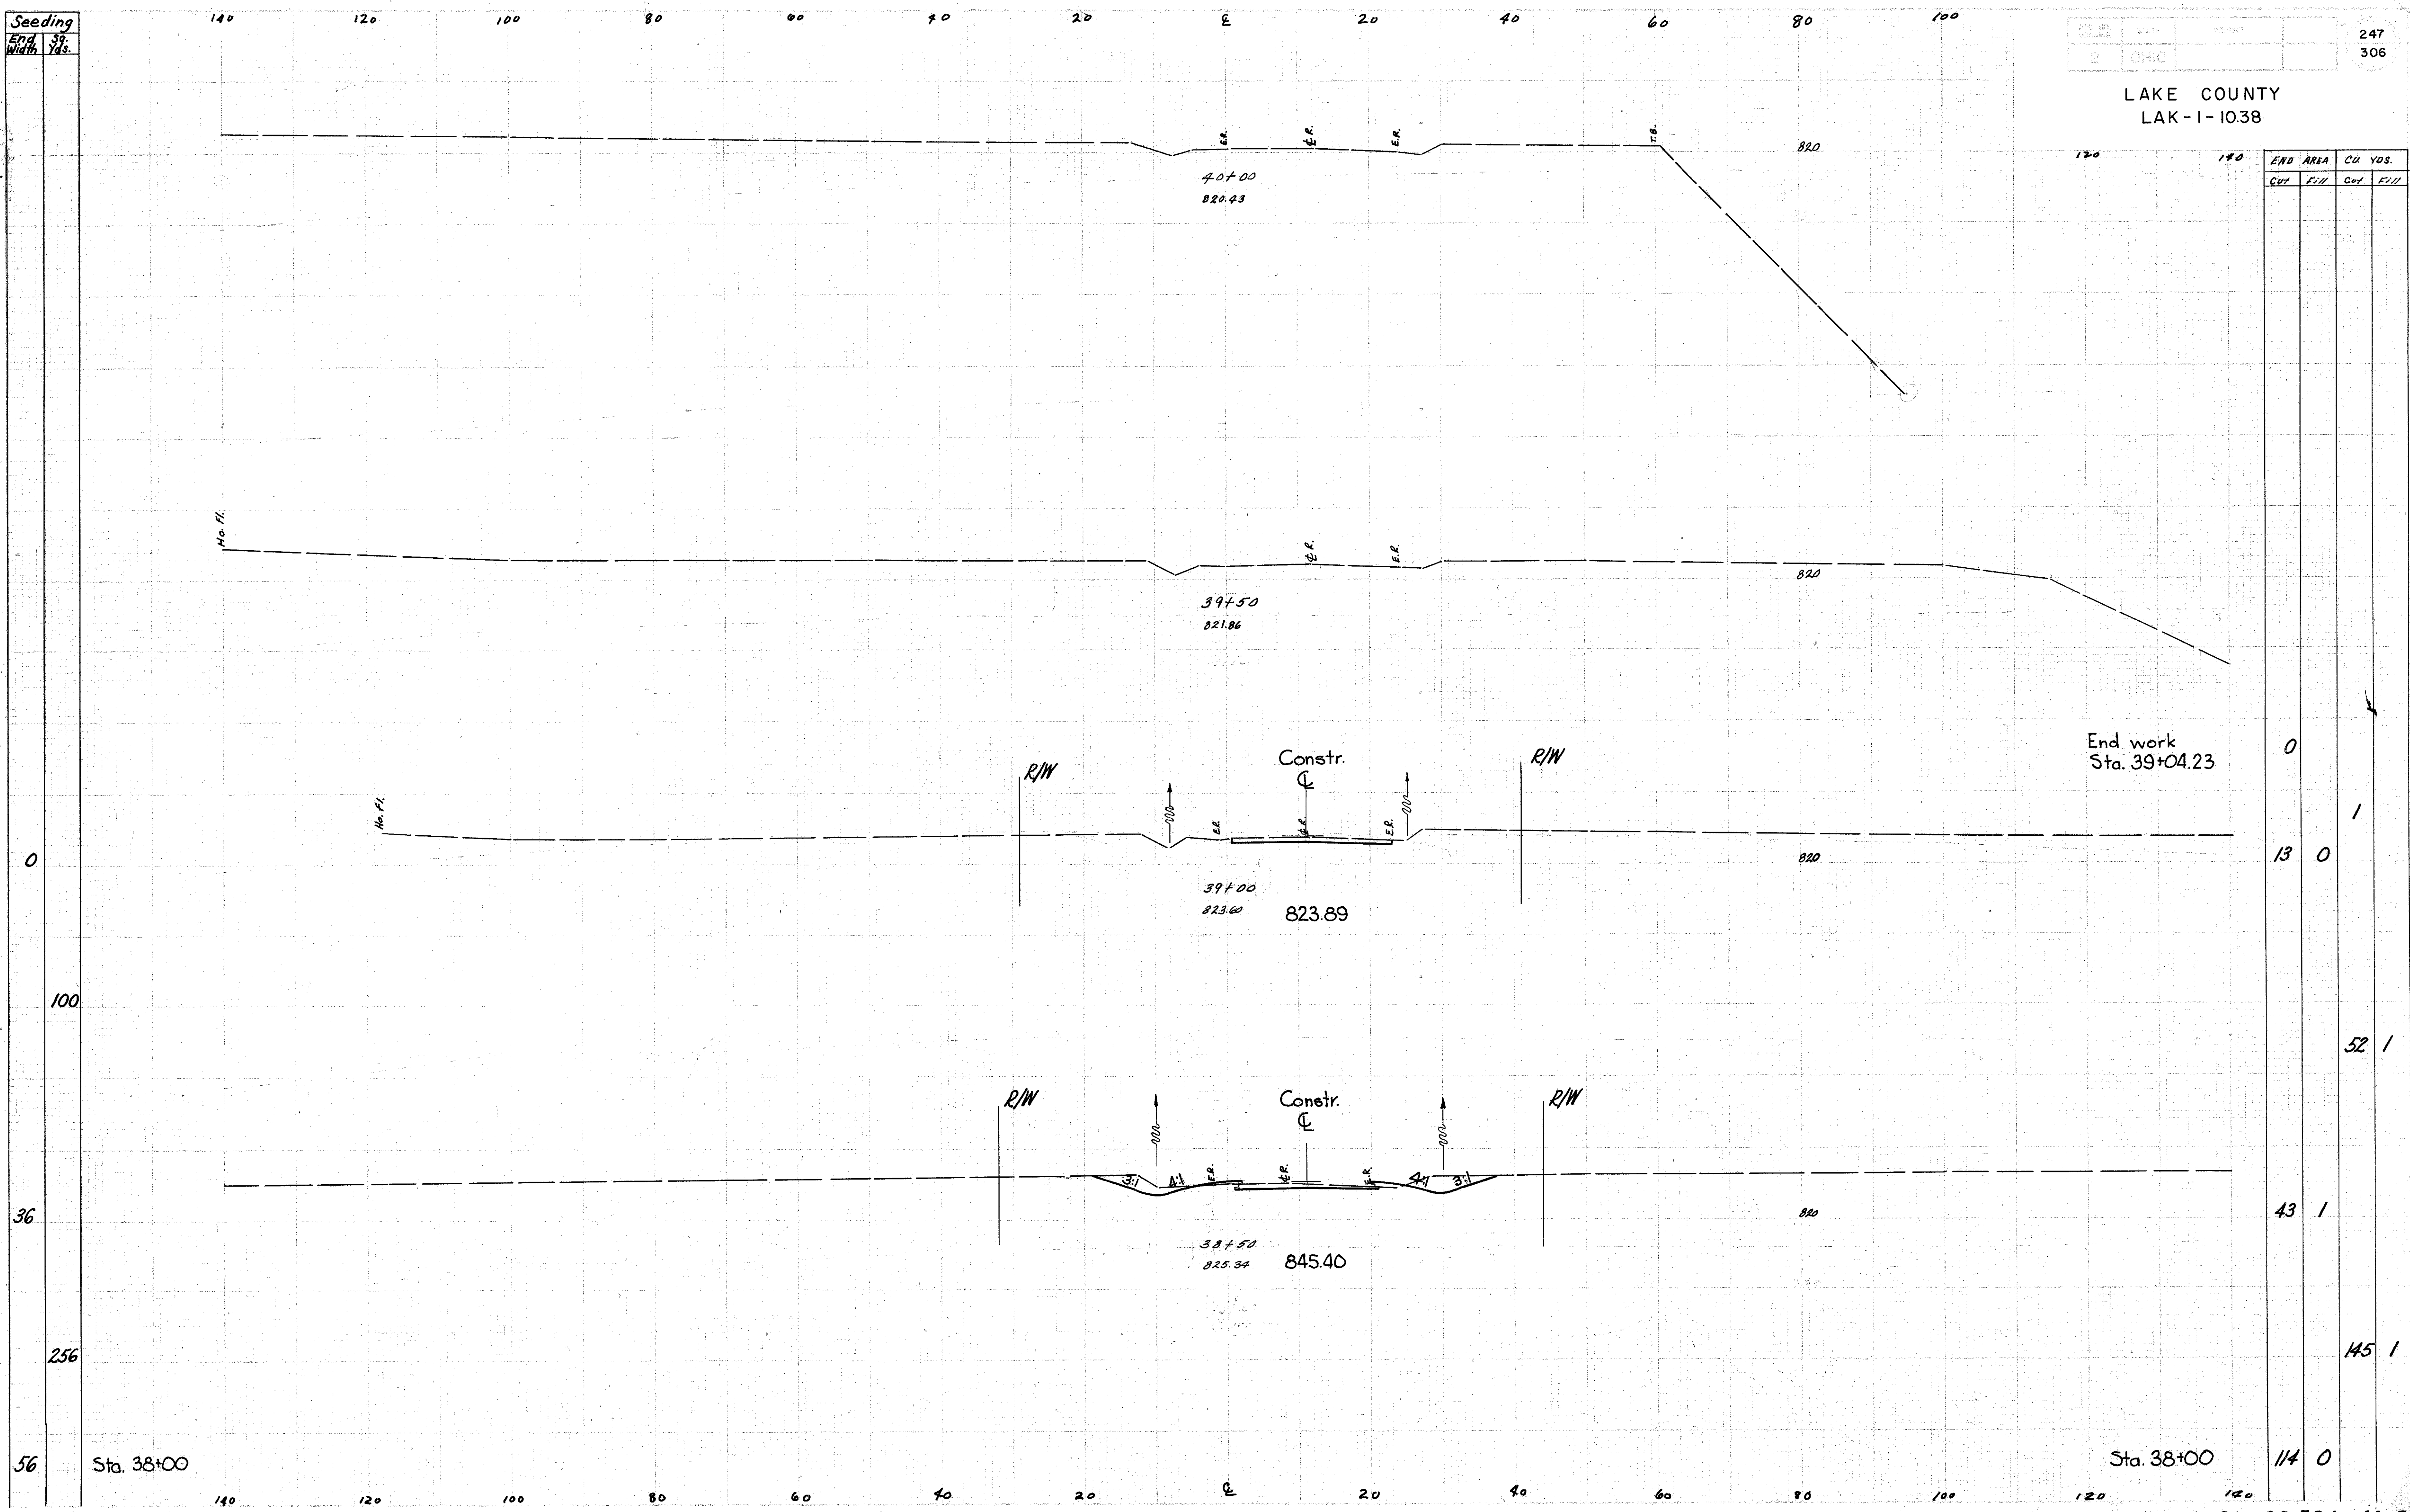 Seeding
End Width
Sq. Yds.
140 120 100 80 60 40 20 ℄ 20 40 60 80 100
247
306
2 OHIO
LAKE COUNTY
LAK-1-10.38
120 140
END AREA CU. YDS.
Cut Fill Cut Fill
E.R. ℄ R. E.R. T.B.
820
40+00
820.43
Ho. Fl.
℄ R. E.R.
820
39+50
821.86
End work
Sta. 39+04.23
0
R/W
Constr.
℄
R/W
1
Ho. Fl.
E.R. ℄ R. E.R.
0
820
13 0
39+00
823.60 823.89
100
52 1
R/W
Constr.
℄
R/W
3:1 4:1 E.R. ℄ R. E.R. 4:1 3:1
36
820
43 1
38+50
825.34 845.40
256
145 1
56
Sta. 38+00
Sta. 38+00
114 0
140 120 100 80 60 40 20 ℄ 20 40 60 80 100 120 140